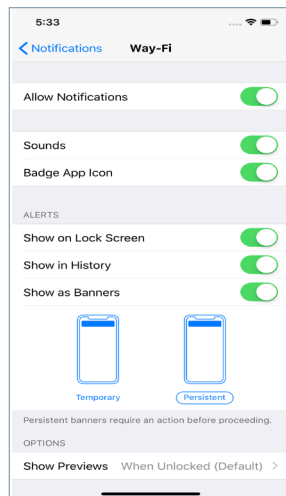 5:33
Notifications Way-Fi
Allow Notifications
Sounds
Badge App Icon
ALERTS
Show on Lock Screen
Show in History
Show as Banners
Temporary Persistent
Persistent banners require an action before proceeding.
OPTIONS
Show Previews When Unlocked (Default)